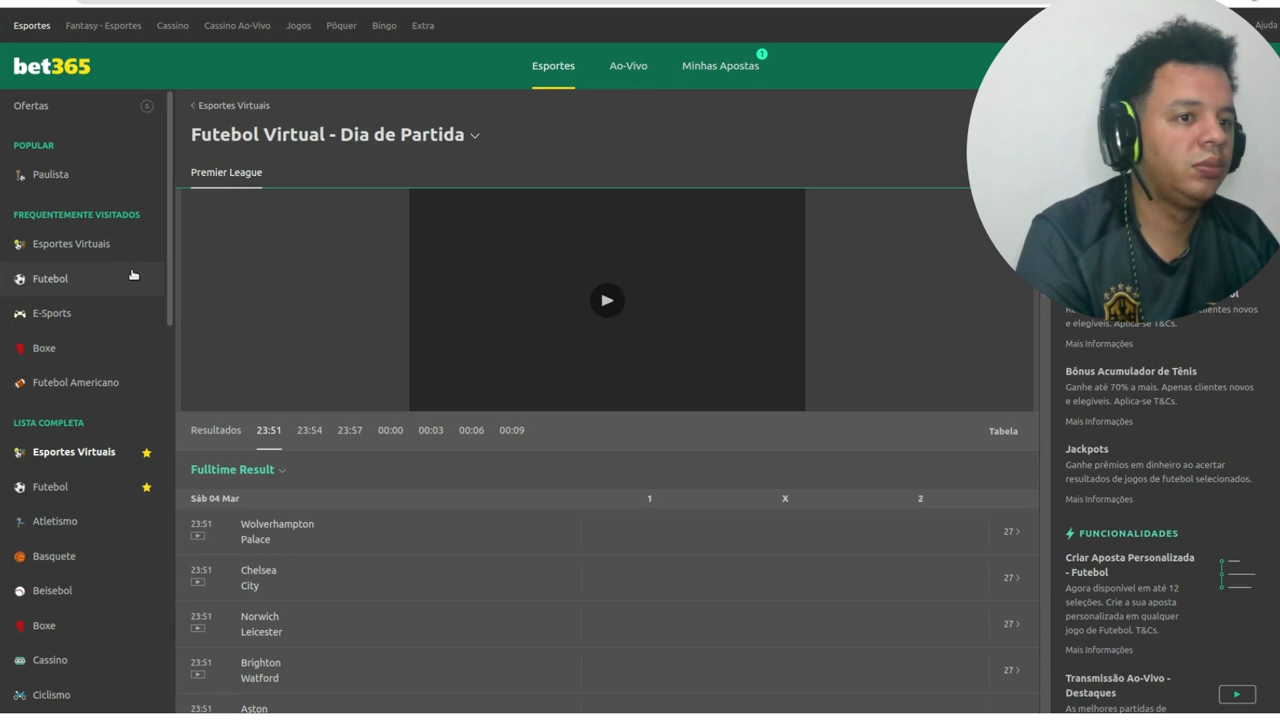 Esportes
Fantasy - Esportes
Cassino
Cassino Ao-Vivo
Jogos
Pôquer
Bingo
Extra
Ajuda
bet365
Esportes
Ao-Vivo
Minhas Apostas
1
Ofertas
5
POPULAR
Paulista
FREQUENTEMENTE VISITADOS
Esportes Virtuais
Futebol
E-Sports
Boxe
Futebol Americano
LISTA COMPLETA
Esportes Virtuais
Futebol
Atletismo
Basquete
Beisebol
Boxe
Cassino
Ciclismo
Esportes Virtuais
Futebol Virtual - Dia de Partida
Premier League
Resultados
23:51
23:54
23:57
00:00
00:03
00:06
00:09
Tabela
Fulltime Result
Sáb 04 Mar
1
X
2
23:51
Wolverhampton
Palace
27
23:51
Chelsea
City
27
23:51
Norwich
Leicester
27
23:51
Brighton
Watford
27
23:51
Aston
e elegíveis. Aplica-se T&Cs.
Mais Informações
Bônus Acumulador de Tênis
Ganhe até 70% a mais. Apenas clientes novos
e elegíveis. Aplica-se T&Cs.
Mais Informações
Jackpots
Ganhe prêmios em dinheiro ao acertar
resultados de jogos de futebol selecionados.
Mais Informações
FUNCIONALIDADES
Criar Aposta Personalizada
- Futebol
Agora disponível em até 12
seleções. Crie a sua aposta
personalizada em qualquer
jogo de Futebol. T&Cs.
Mais Informações
Transmissão Ao-Vivo -
Destaques
As melhores partidas de